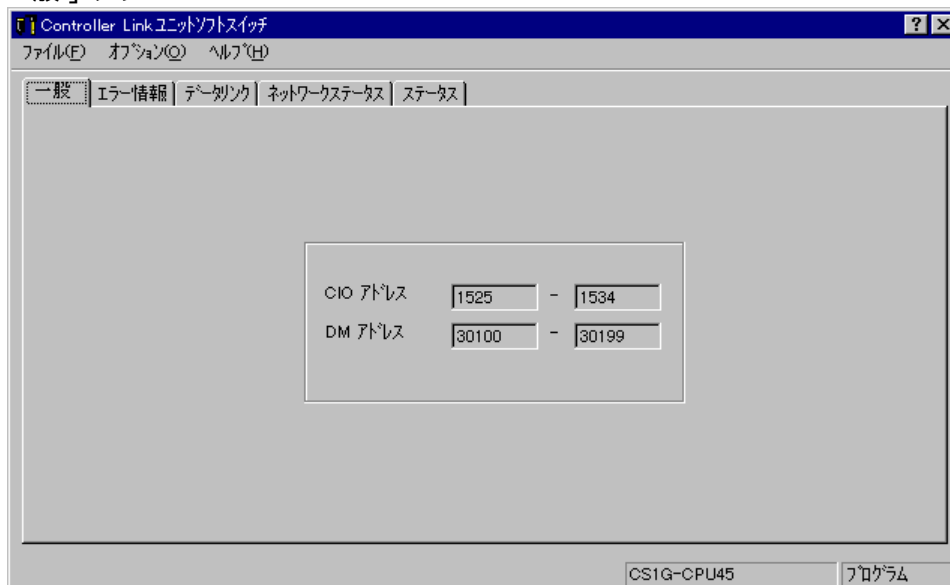 Controller Link ユニットソフトスイッチ
ファイル(F) オプション(O) ヘルプ(H)
一般 エラー情報 データリンク ネットワークステータス ステータス
CIO アドレス 1525 - 1534
DM アドレス 30100 - 30199
CS1G-CPU45 プログラム